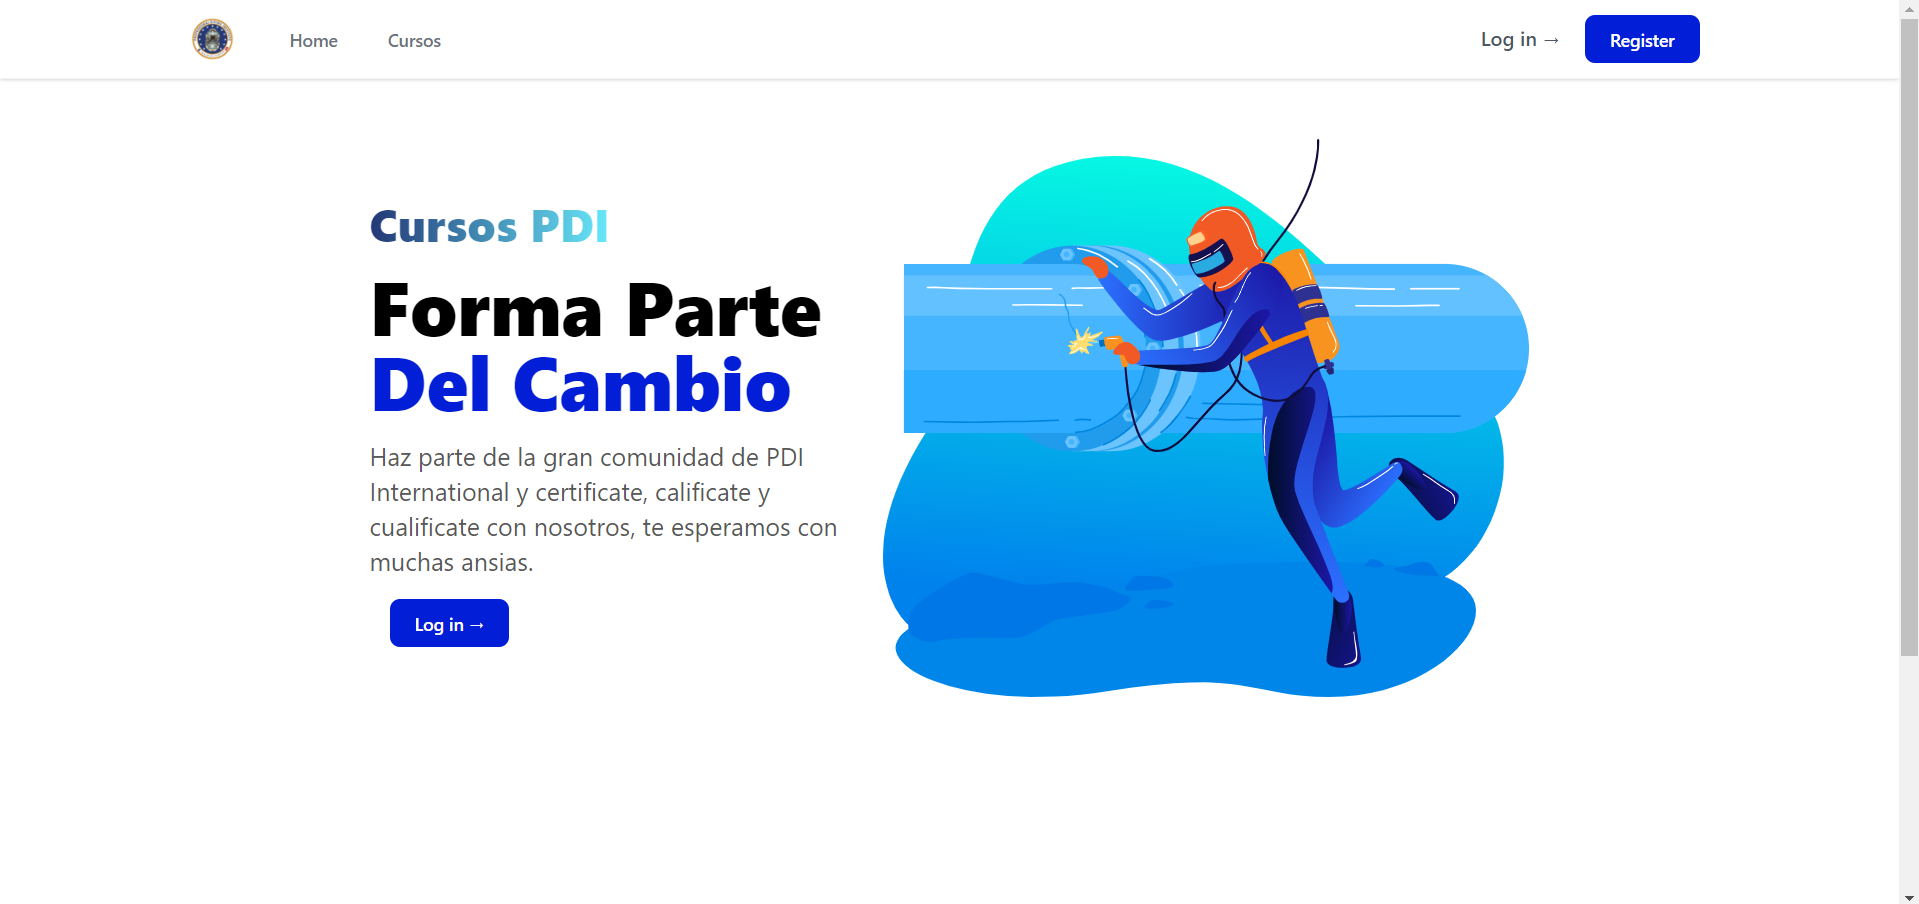 Home
Cursos
Log in →
Register
Cursos PDI
Forma Parte
Del Cambio
Haz parte de la gran comunidad de PDI
International y certificate, calificate y
cualificate con nosotros, te esperamos con
muchas ansias.
Log in →